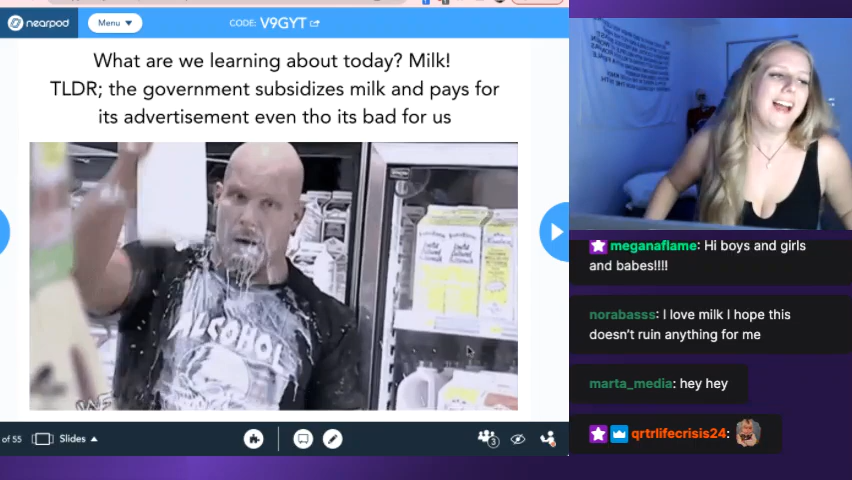 nearpod
Menu
CODE: V9GYT
What are we learning about today? Milk!
TLDR; the government subsidizes milk and pays for
its advertisement even tho its bad for us
ALCOHOL
of 55
Slides
3
meganaflame: Hi boys and girls
and babes!!!!
norabasss: I love milk I hope this
doesn't ruin anything for me
marta_media: hey hey
qrtrlifecrisis24: